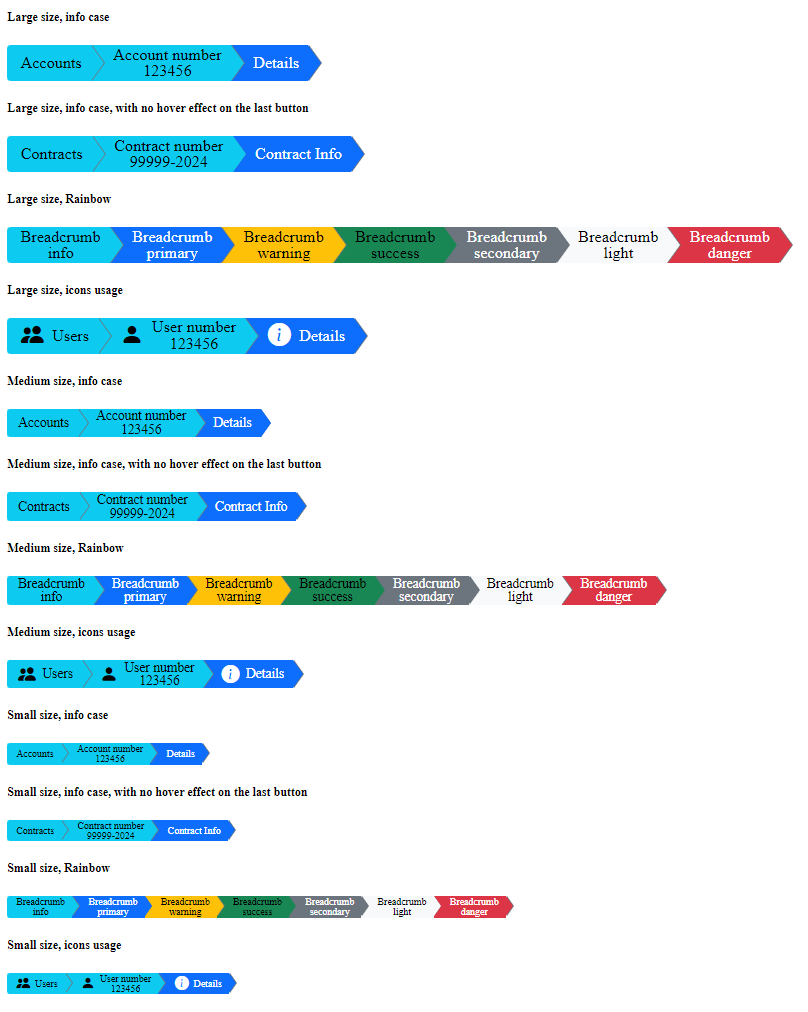 Large size, info case
Accounts
Account number
123456
Details
Large size, info case, with no hover effect on the last button
Contracts
Contract number
99999-2024
Contract Info
Large size, Rainbow
Breadcrumb
info
Breadcrumb
primary
Breadcrumb
warning
Breadcrumb
success
Breadcrumb
secondary
Breadcrumb
light
Breadcrumb
danger
Large size, icons usage
Users
User number
123456
i
Details
Medium size, info case
Accounts
Account number
123456
Details
Medium size, info case, with no hover effect on the last button
Contracts
Contract number
99999-2024
Contract Info
Medium size, Rainbow
Breadcrumb
info
Breadcrumb
primary
Breadcrumb
warning
Breadcrumb
success
Breadcrumb
secondary
Breadcrumb
light
Breadcrumb
danger
Medium size, icons usage
Users
User number
123456
i
Details
Small size, info case
Accounts
Account number
123456
Details
Small size, info case, with no hover effect on the last button
Contracts
Contract number
99999-2024
Contract Info
Small size, Rainbow
Breadcrumb
info
Breadcrumb
primary
Breadcrumb
warning
Breadcrumb
success
Breadcrumb
secondary
Breadcrumb
light
Breadcrumb
danger
Small size, icons usage
Users
User number
123456
i
Details